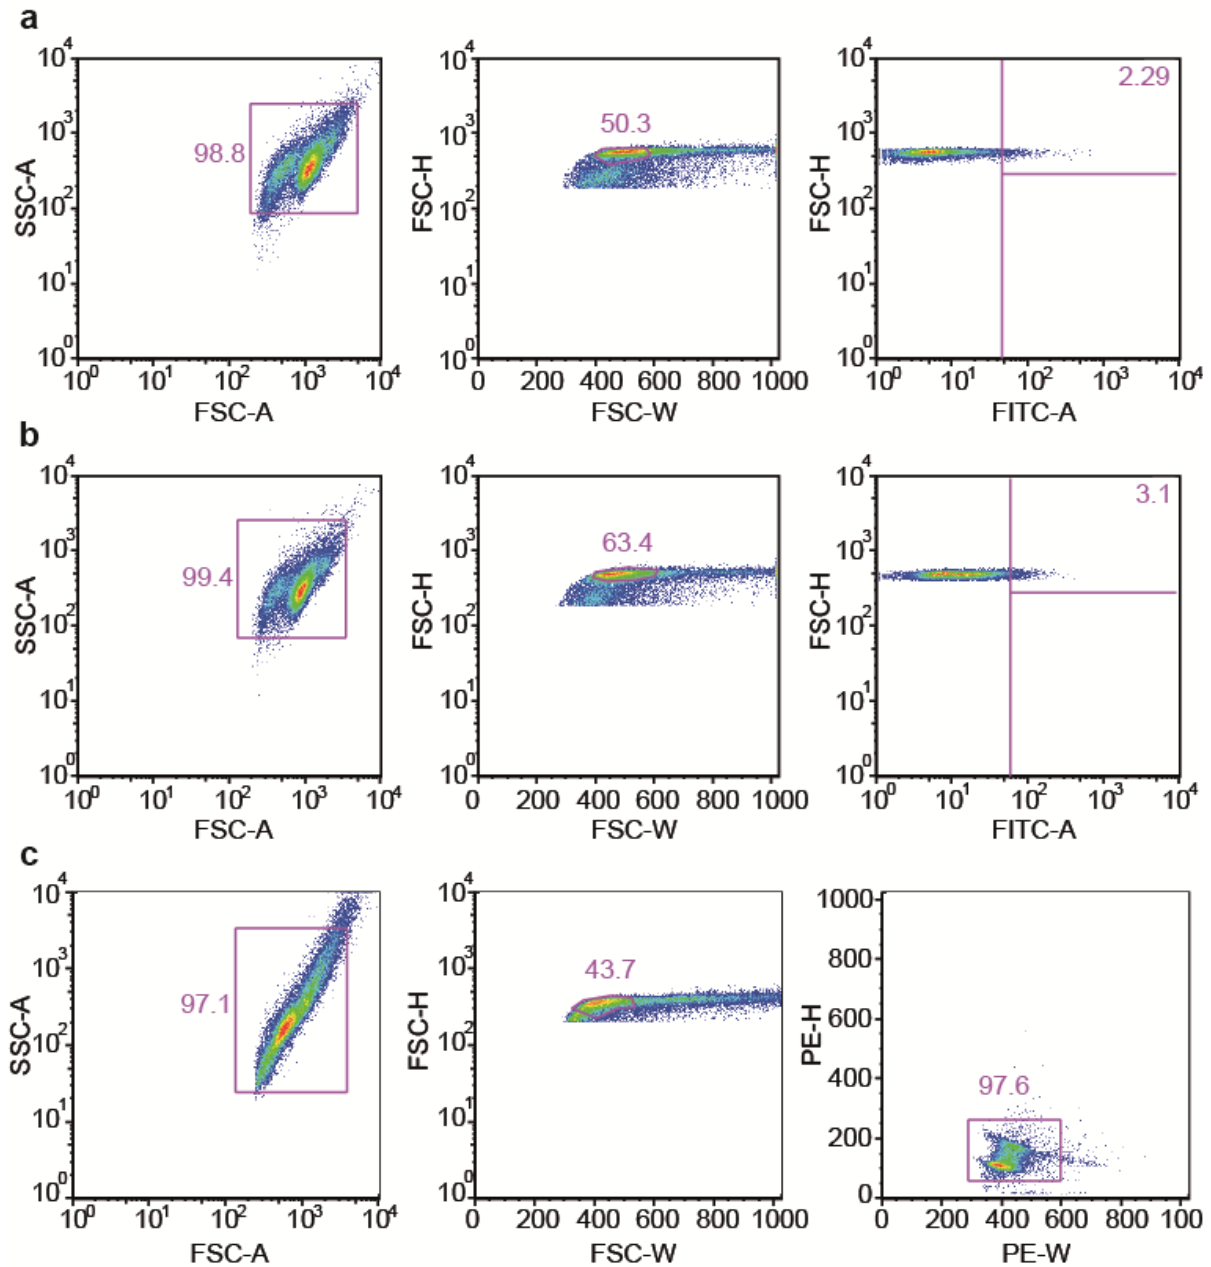 a
10^4 10^3 10^2 10^1 10^0
SSC-A
98.8
10^0 10^1 10^2 10^3 10^4
FSC-A
10^4 10^3 10^2 10^1 10^0
FSC-H
50.3
0 200 400 600 800 1000
FSC-W
10^4 10^3 10^2 10^1 10^0
FSC-H
2.29
10^0 10^1 10^2 10^3 10^4
FITC-A
b
10^4 10^3 10^2 10^1 10^0
SSC-A
99.4
10^0 10^1 10^2 10^3 10^4
FSC-A
10^4 10^3 10^2 10^1 10^0
FSC-H
63.4
0 200 400 600 800 1000
FSC-W
10^4 10^3 10^2 10^1 10^0
FSC-H
3.1
10^0 10^1 10^2 10^3 10^4
FITC-A
c
10^4 10^3 10^2 10^1 10^0
SSC-A
97.1
10^0 10^1 10^2 10^3 10^4
FSC-A
10^4 10^3 10^2 10^1 10^0
FSC-H
43.7
0 200 400 600 800 1000
FSC-W
1000 800 600 400 200 0
PE-H
97.6
0 200 400 600 800 100
PE-W